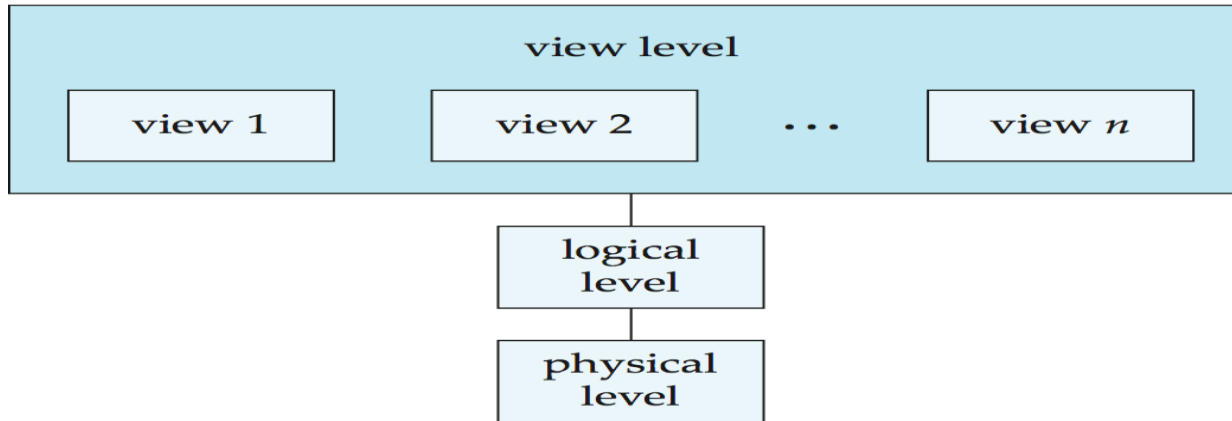 view level
view 1 view 2 ... view n
logical
level
physical
level